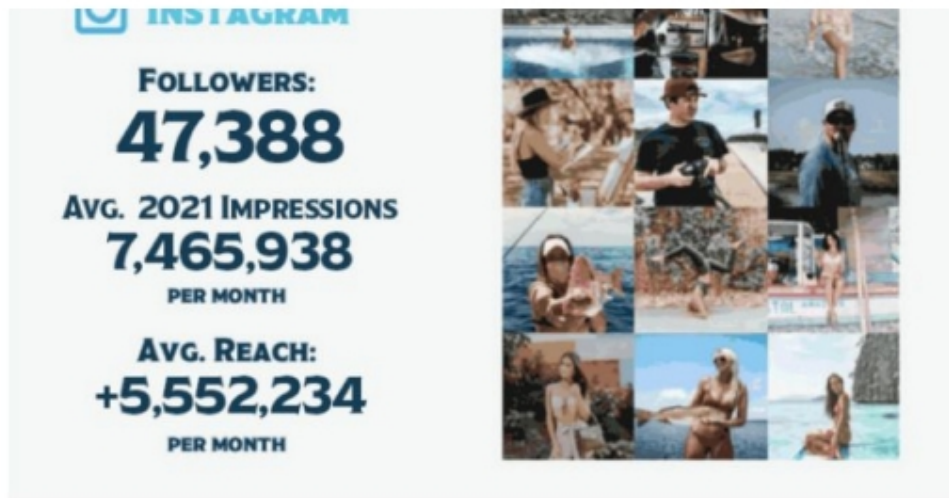 INSTAGRAM
FOLLOWERS:
47,388
AVG. 2021 IMPRESSIONS
7,465,938
PER MONTH
AVG. REACH:
+5,552,234
PER MONTH